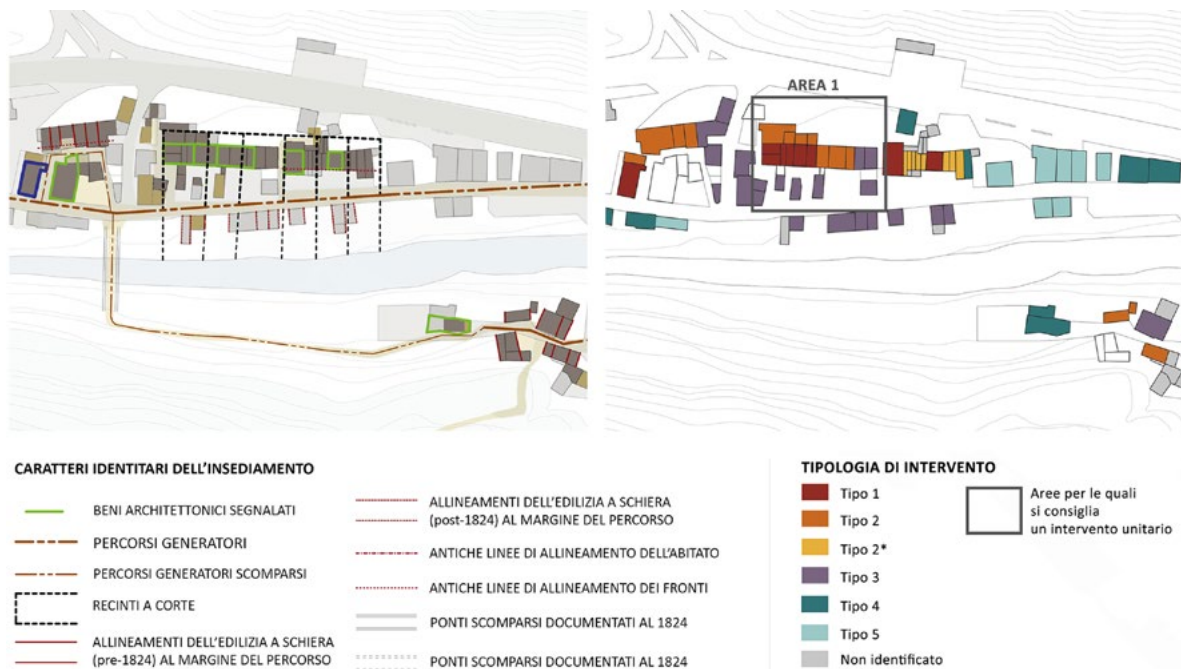 AREA 1
CARATTERI IDENTITARI DELL'INSEDIAMENTO
BENI ARCHITETTONICI SEGNALATI
PERCORSI GENERATORI
PERCORSI GENERATORI SCOMPARSI
RECINTI A CORTE
ALLINEAMENTI DELL'EDILIZIA A SCHIERA
(pre-1824) AL MARGINE DEL PERCORSO
ALLINEAMENTI DELL'EDILIZIA A SCHIERA
(post-1824) AL MARGINE DEL PERCORSO
ANTICHE LINEE DI ALLINEAMENTO DELL'ABITATO
ANTICHE LINEE DI ALLINEAMENTO DEI FRONTI
PONTI SCOMPARSI DOCUMENTATI AL 1824
PONTI SCOMPARSI DOCUMENTATI AL 1824
TIPOLOGIA DI INTERVENTO
Tipo 1
Tipo 2
Tipo 2*
Tipo 3
Tipo 4
Tipo 5
Non identificato
Aree per le quali
si consiglia
un intervento unitario